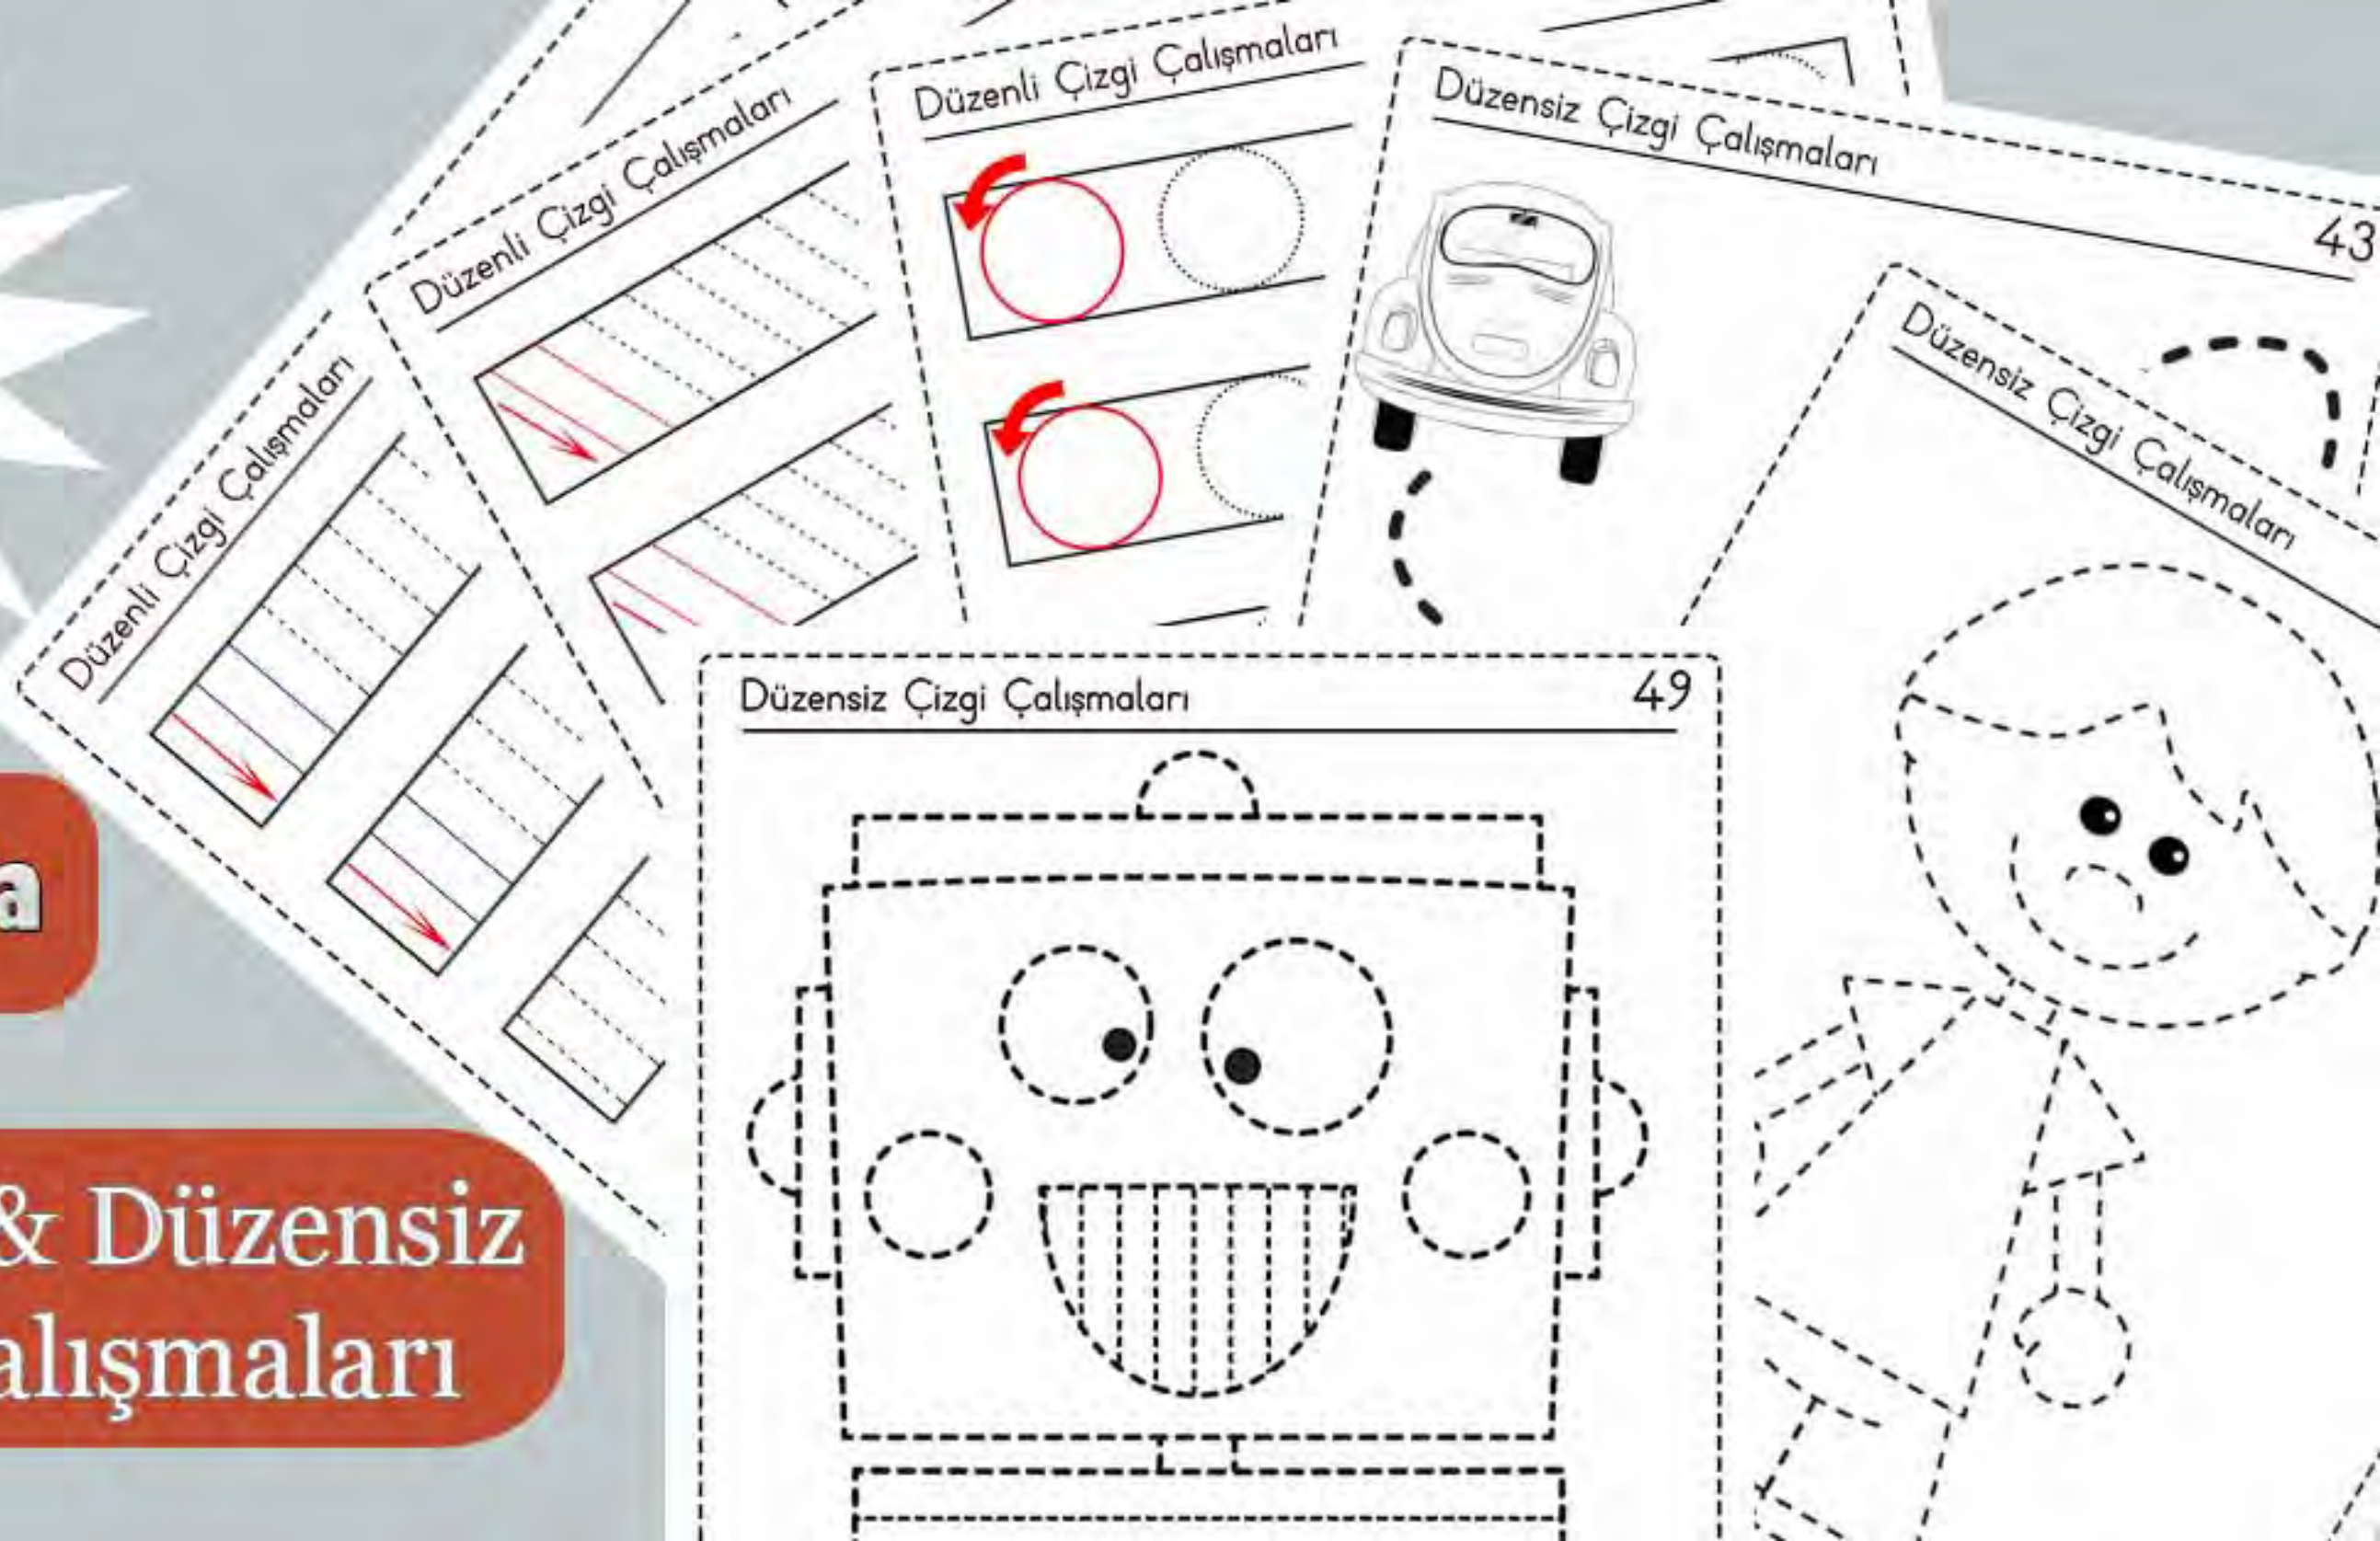 Düzenli Çizgi Çalışmaları
Düzenli Çizgi Çalışmaları
Düzenli Çizgi Çalışmaları
Düzensiz Çizgi Çalışmaları
43
Düzensiz Çizgi Çalışmaları
Düzensiz Çizgi Çalışmaları 49
a
& Düzensiz
alışmaları